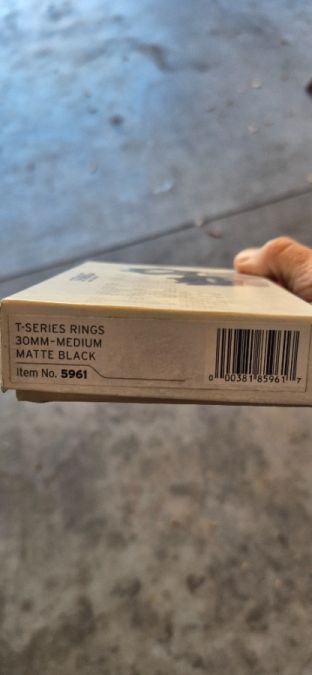 T-SERIES RINGS
30MM-MEDIUM
MATTE BLACK
Item No. 5961
0 00381 85961 7